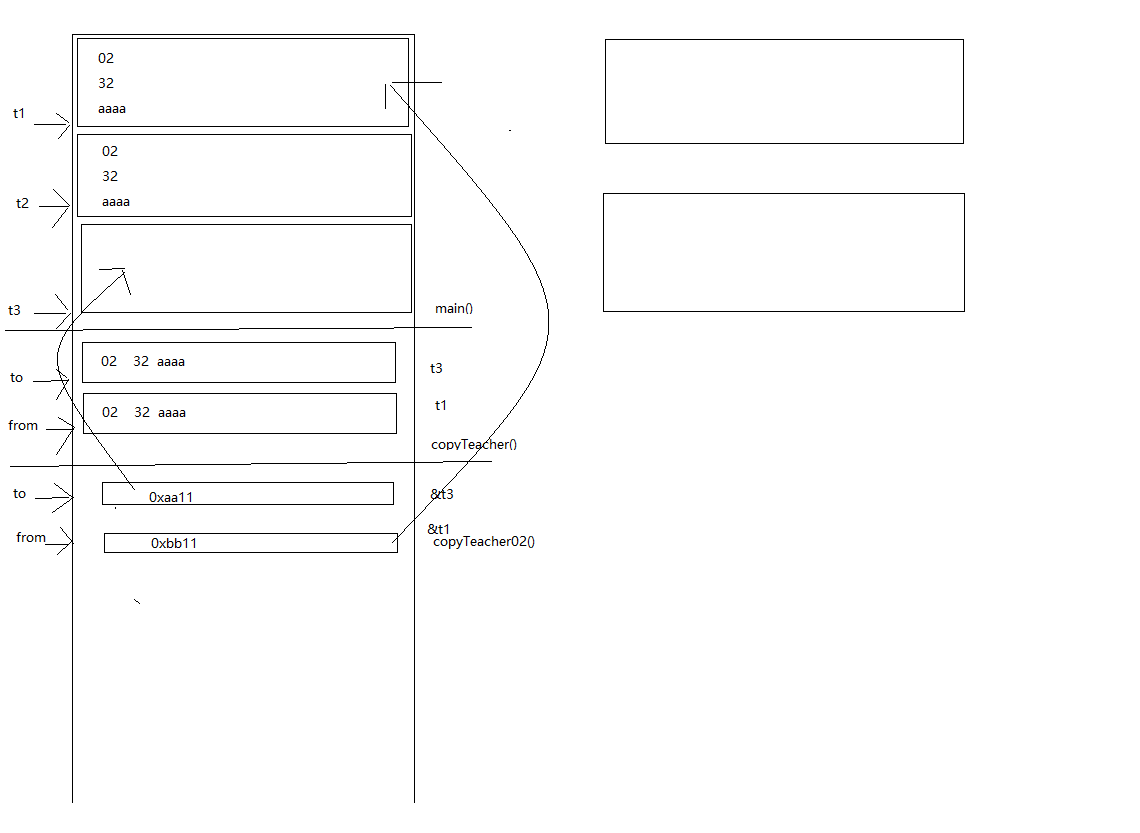 02
32
aaaa
t1
02
32
t2
aaaa
t3
main()
02 32 aaaa
t3
to
02 32 aaaa
t1
from
copyTeacher()
to
0xaa11
&t3
&t1
from
0xbb11
copyTeacher02()